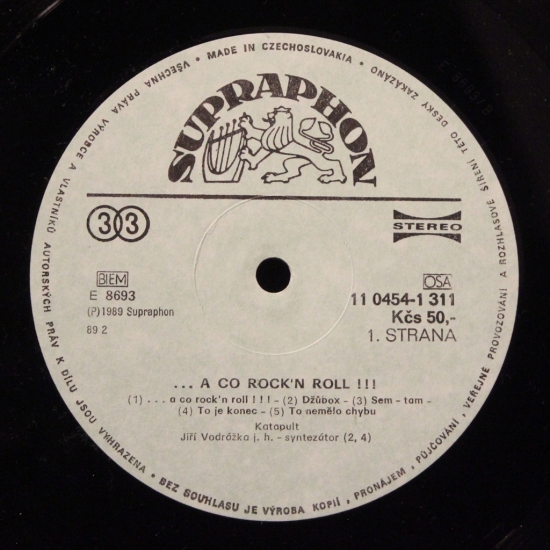 • MADE IN CZECHOSLOVAKIA • VŠECHNA PRÁVA VÝROBCE A VLASTNÍKŮ AUTORSKÝCH PRÁV K DÍLU JSOU VYHRAZENA • BEZ SOUHLASU JE VÝROBA KOPIÍ, PRONÁJEM, PŮJČOVÁNÍ, VEŘEJNÉ PROVOZOVÁNÍ A ROZHLASOVÉ ŠÍŘENÍ TÉTO DESKY ZAKÁZÁNO
SUPRAPHON
33
STEREO
BIEM
OSA
E 8693
11 0454-1 311
(P)1989 Supraphon
Kčs 50,-
89 2
1. STRANA
... A CO ROCK'N ROLL !!!
(1) ... a co rock'n roll !!! - (2) Džůbox - (3) Sem - tam -
(4) To je konec - (5) To nemělo chybu
Katapult
Jiří Vodrážka j. h. - syntezátor (2, 4)